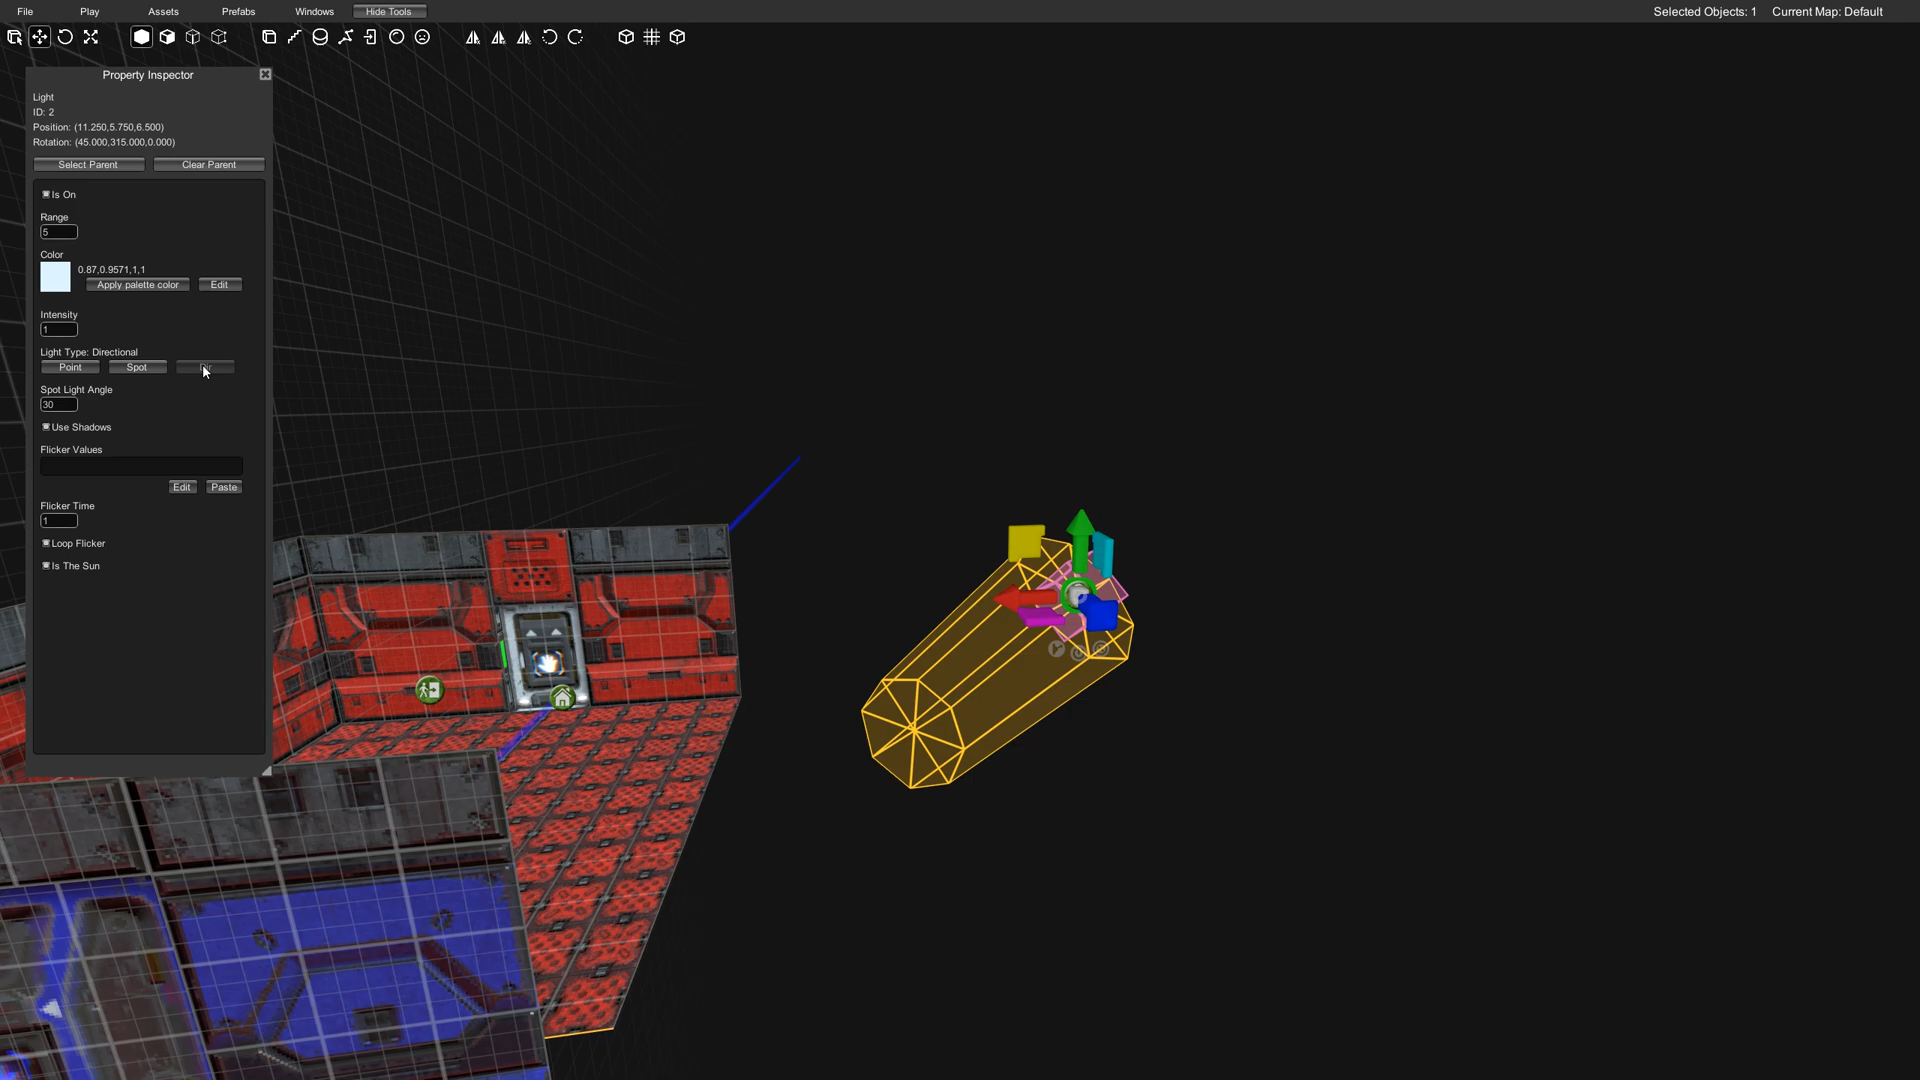 File Play Assets Prefabs Windows Hide Tools Selected Objects: 1 Current Map: Default
Property Inspector
Light
ID: 2
Position: (11.250,5.750,6.500)
Rotation: (45.000,315.000,0.000)
Select Parent Clear Parent
Is On
Range
5
Color
0.87,0.9571,1,1
Apply palette color Edit
Intensity
1
Light Type: Directional
Point Spot
Spot Light Angle
30
Use Shadows
Flicker Values
Edit Paste
Flicker Time
1
Loop Flicker
Is The Sun